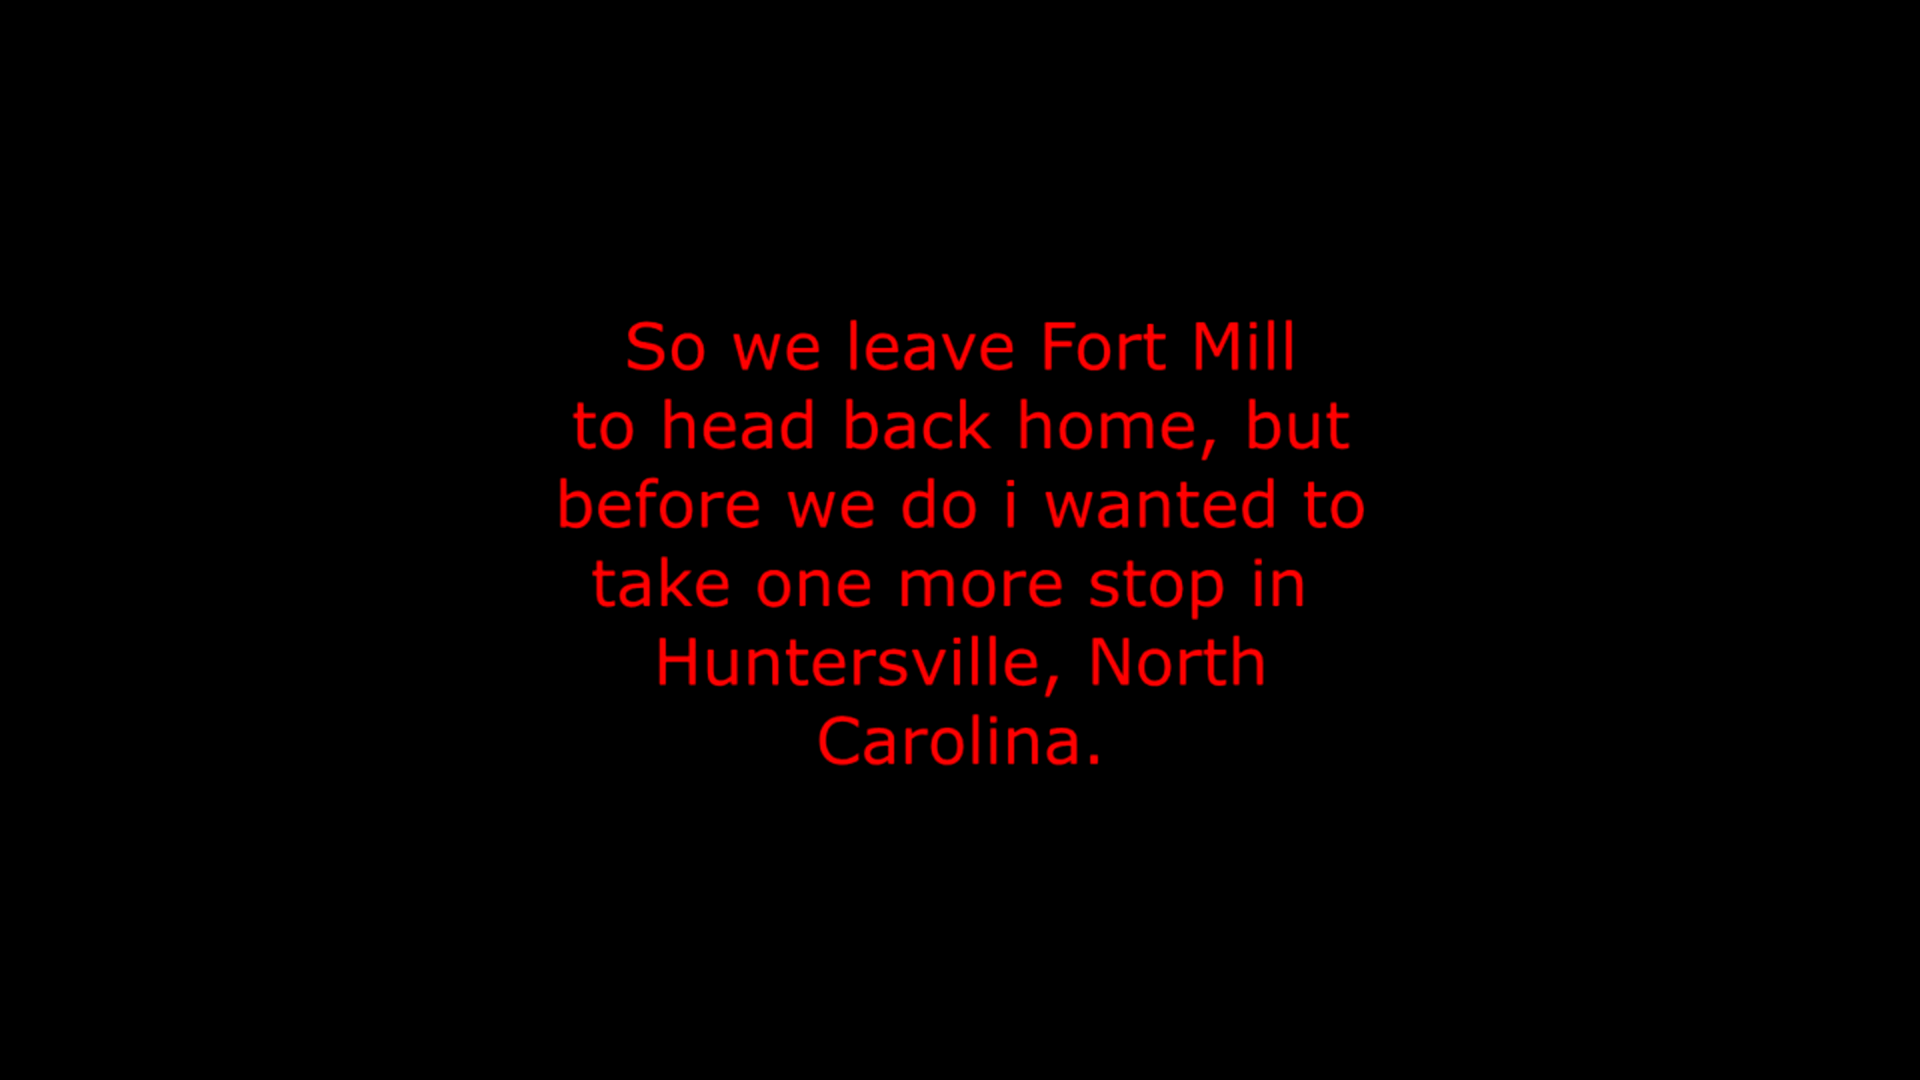 So we leave Fort Mill
to head back home, but
before we do i wanted to
take one more stop in
Huntersville, North
Carolina.